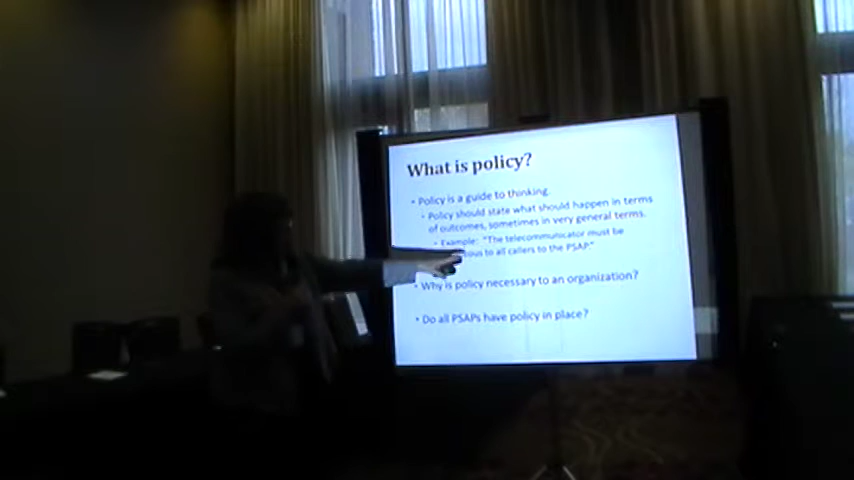 What is policy?
• Policy is a guide to thinking.
• Policy should state what should happen in terms
of outcomes, sometimes in very general terms.
• Example: "The telecommunicator must be
to all callers to the PSAP."
• Why is policy necessary to an organization?
• Do all PSAPs have policy in place?